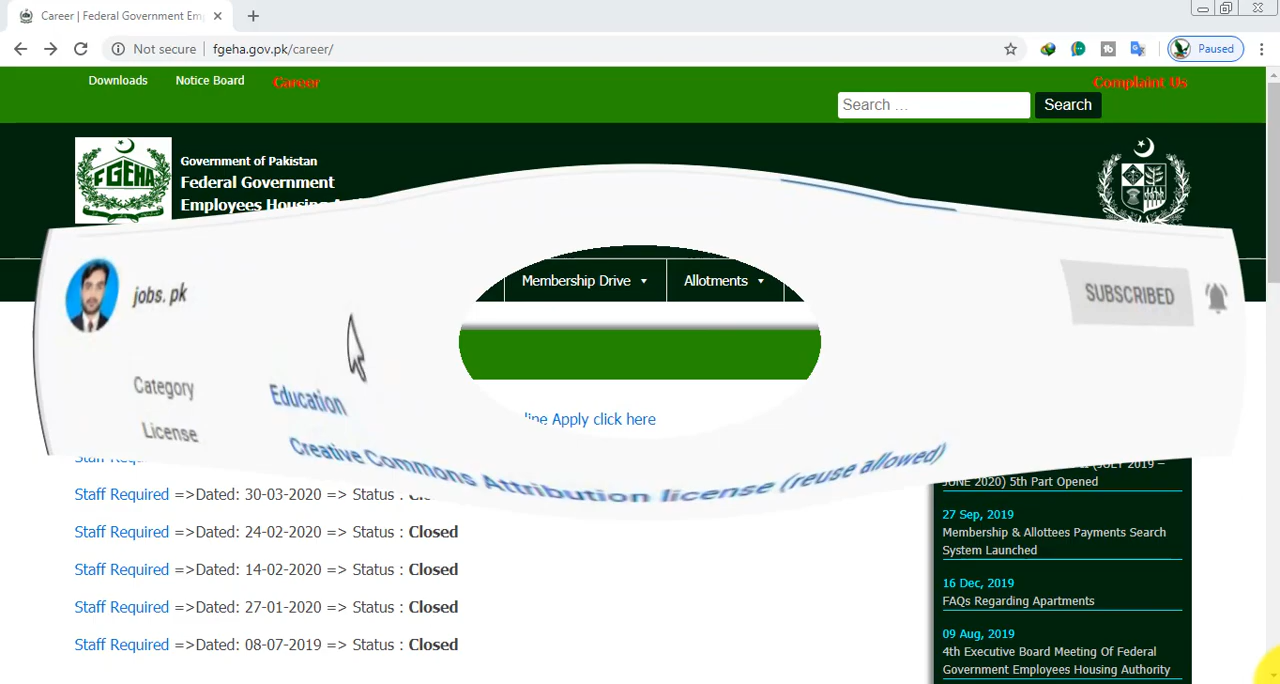 Career | Federal Government Em
Not secure
fgeha.gov.pk/career/
Paused
Downloads
Notice Board
Career
Complaint Us
Search …
Search
FGEHA
Government of Pakistan
Federal Government
Employees Housing
Membership Drive
Allotments
jobs.pk
SUBSCRIBED
Category
Education
License
Creative Commons Attribution license (reuse allowed)
Apply click here
Staff Required
Staff Required =>Dated: 30-03-2020 => Status :
Staff Required =>Dated: 24-02-2020 => Status : Closed
Staff Required =>Dated: 14-02-2020 => Status : Closed
Staff Required =>Dated: 27-01-2020 => Status : Closed
Staff Required =>Dated: 08-07-2019 => Status : Closed
(JULY 2019 –
JUNE 2020) 5th Part Opened
27 Sep, 2019
Membership & Allottees Payments Search
System Launched
16 Dec, 2019
FAQs Regarding Apartments
09 Aug, 2019
4th Executive Board Meeting Of Federal
Government Employees Housing Authority